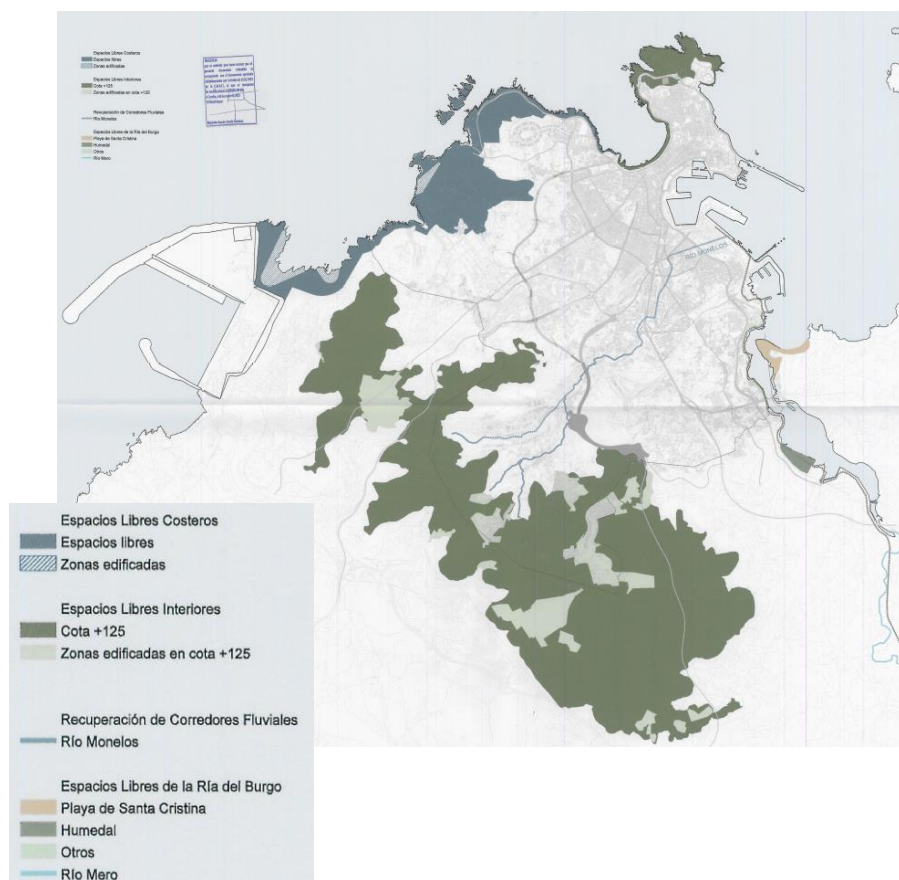 Espacios Libres Costeros
Espacios libres
Zonas edificadas
Espacios Libres Interiores
Cota +125
Zonas edificadas en cota +125
Recuperación de Corredores Fluviales
Río Monelos
Espacios Libres de la Ría del Burgo
Playa de Santa Cristina
Humedal
Otros
Río Mero
RÍO MONELOS
Espacios Libres Costeros
Espacios libres
Zonas edificadas
Espacios Libres Interiores
Cota +125
Zonas edificadas en cota +125
Recuperación de Corredores Fluviales
Río Monelos
Espacios Libres de la Ría del Burgo
Playa de Santa Cristina
Humedal
Otros
Río Mero